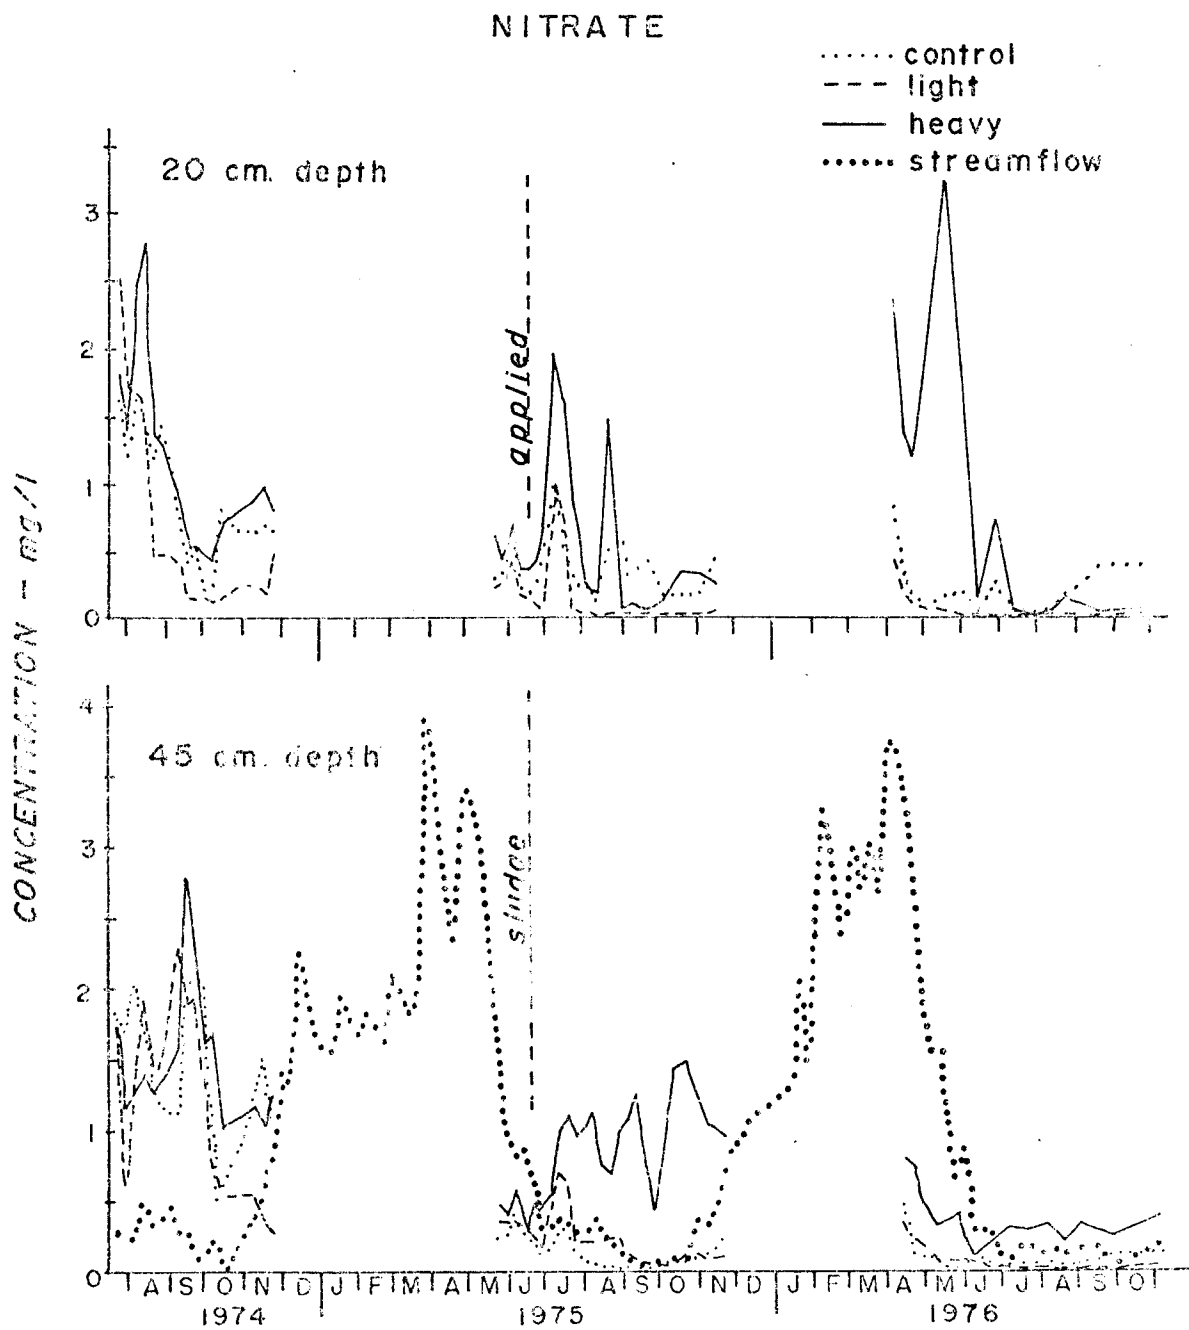 NITRATE
control
light
heavy
streamflow
20 cm. depth
3
2
1
0
applied
CONCENTRATION - mg/l
45 cm. depth
4
3
2
1
0
sludge
A S O N D J F M A M J J A S O N D J F M A M J J A S O
1974 1975 1976